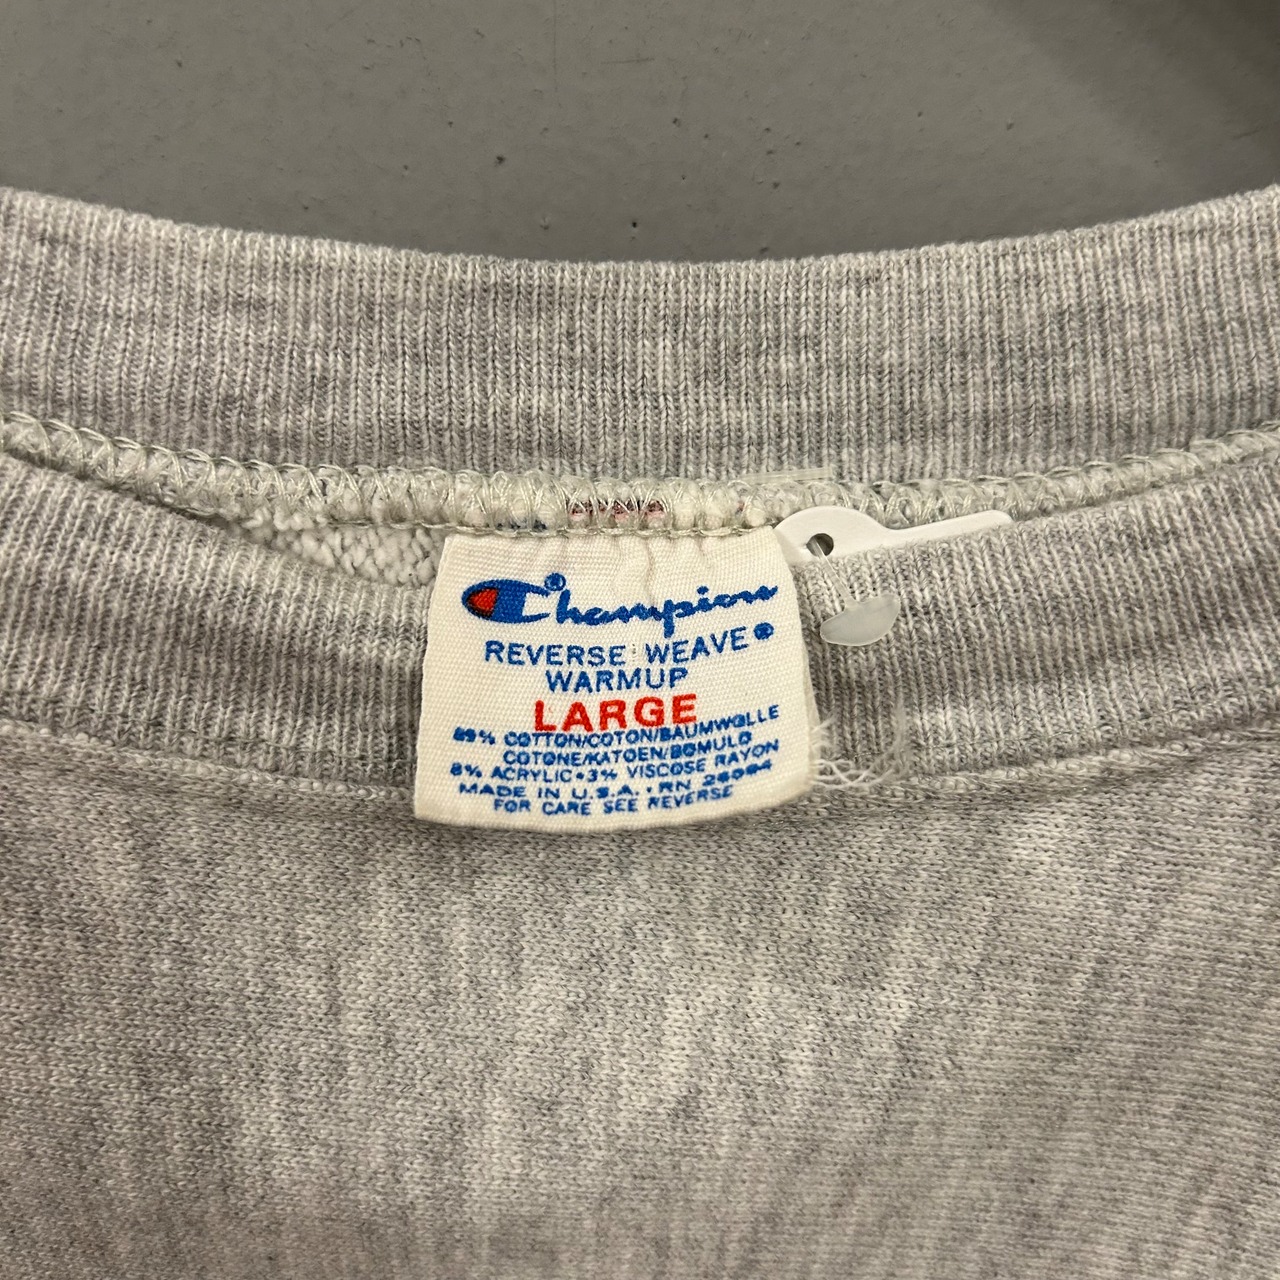 Champion®
REVERSE WEAVE®
WARMUP
LARGE
89% COTTON/COTON/BAUMWOLLE
COTONE/KATOEN/BOMULD
8% ACRYLIC•3% VISCOSE RAYON
MADE IN U.S.A. • RN 26094
FOR CARE SEE REVERSE